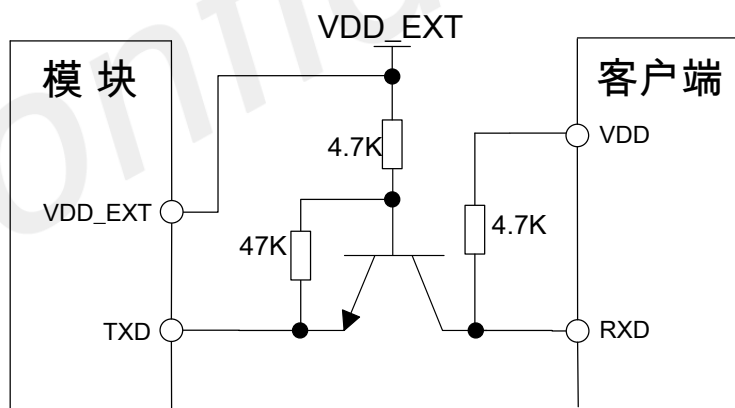 VDD_EXT
模块
客户端
4.7K
VDD
VDD_EXT
47K
4.7K
TXD
RXD